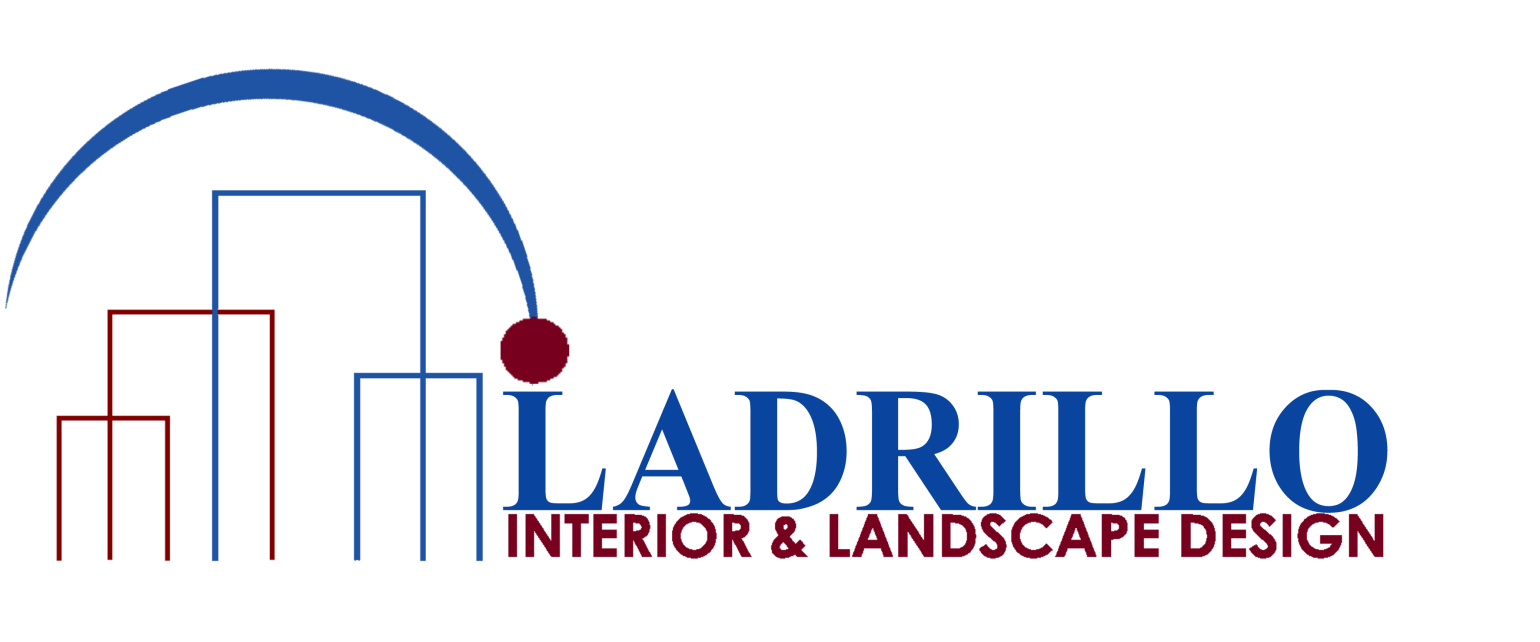 LADRILLO
INTERIOR & LANDSCAPE DESIGN